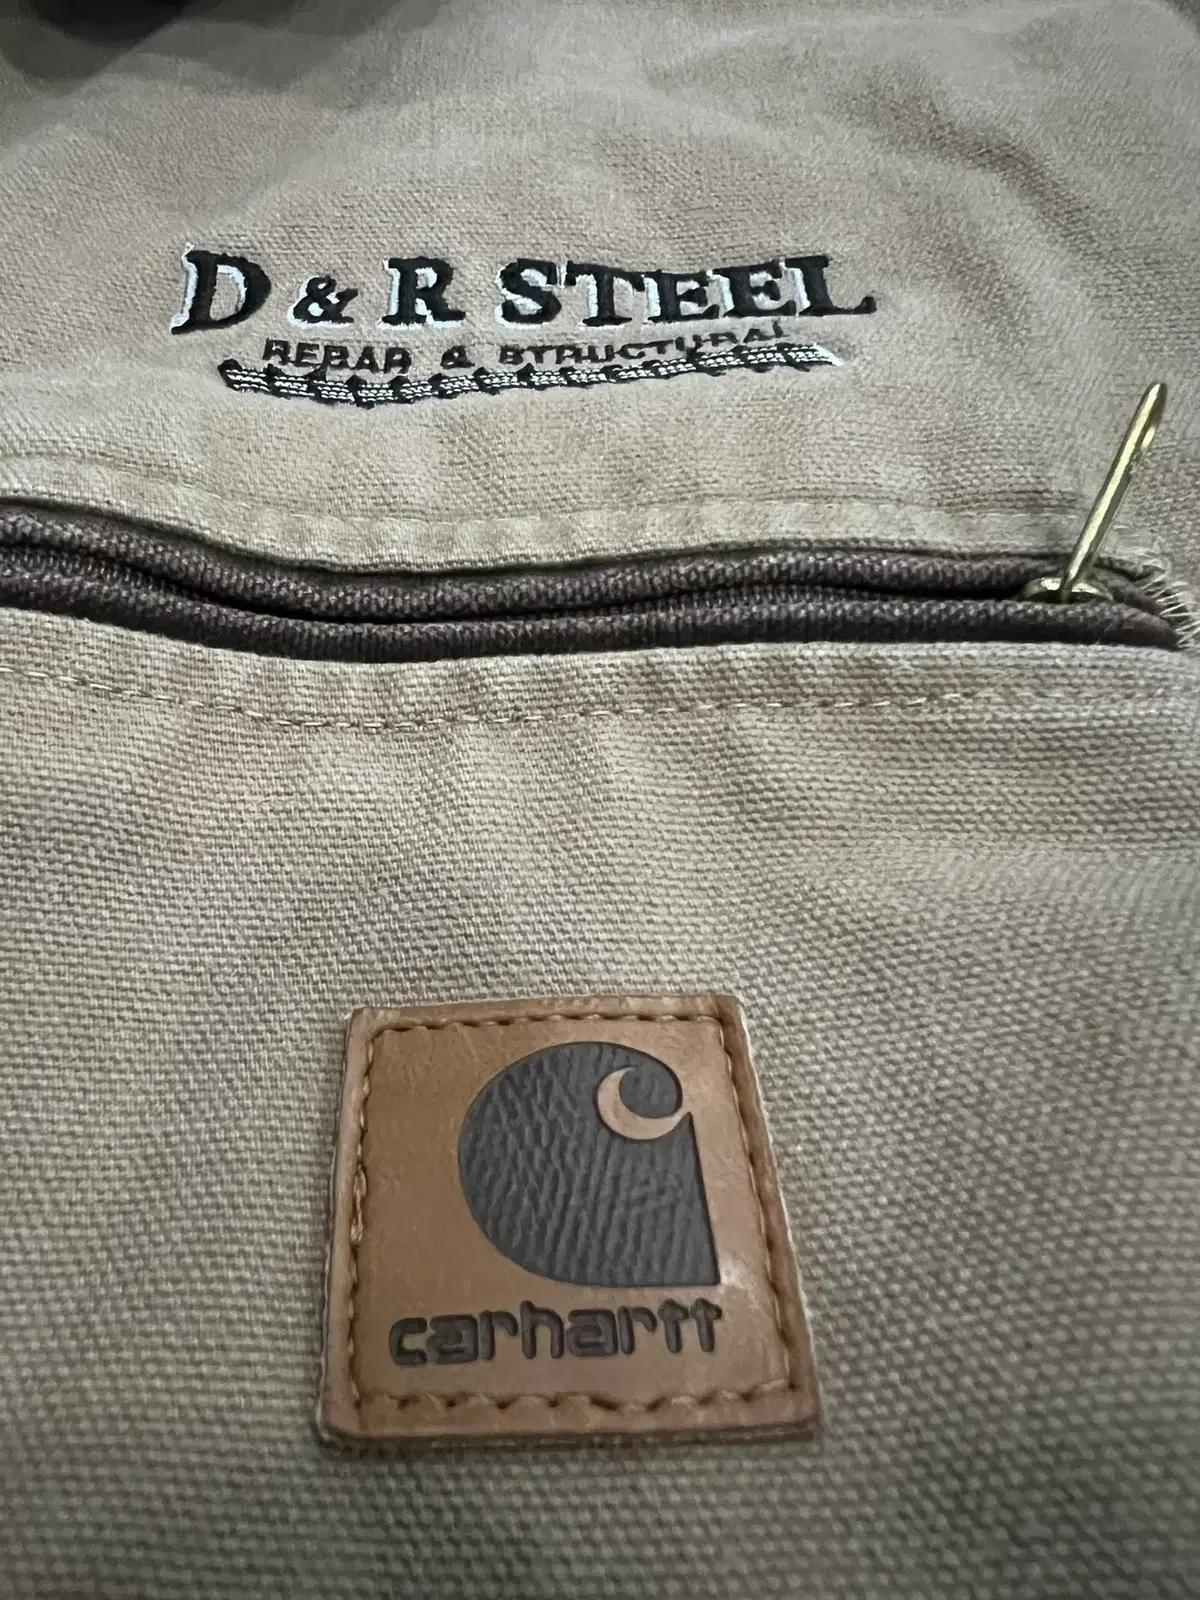 D & R STEEL
REBAR & STRUCTURAL
carhartt